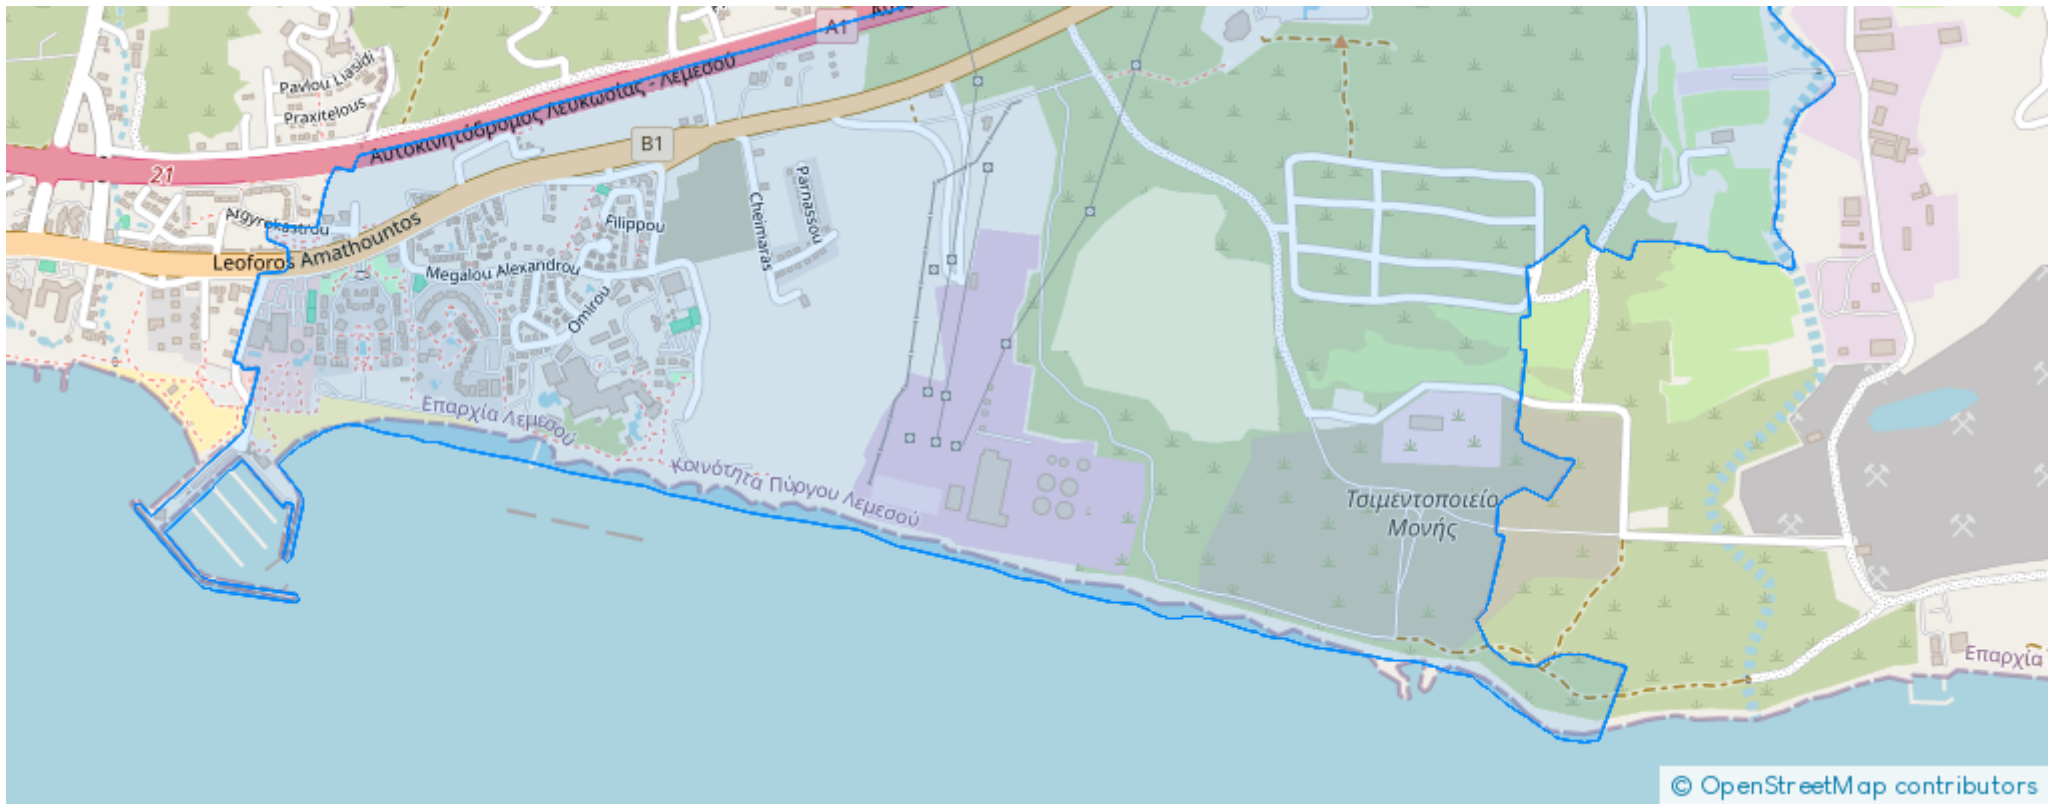 A1
Αυτοκινητόδρομος Λευκωσίας - Λεμεσού
Pavlou Liasidi
Praxitelous
B1
21
Argyrokastrou
Leoforos Amathountos
Parnassou
Cheimaras
Filippou
Megalou Alexandrou
Omirou
Επαρχία Λεμεσού
Κοινότητα Πύργου Λεμεσού
Τσιμεντοποιείο
Μονής
Επαρχία
© OpenStreetMap contributors